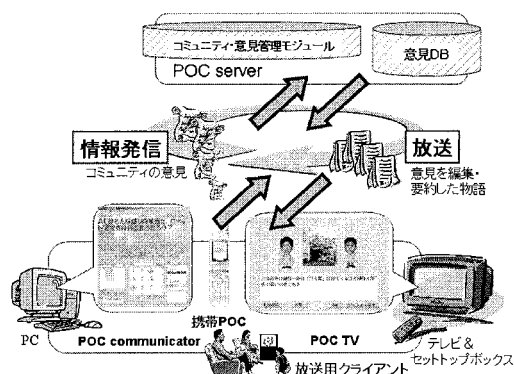 コミュニティ・意見管理モジュール
意見DB
POC server
情報発信
コミュニティの意見
放送
意見を編集・
要約した物語
PC
POC communicator
携帯POC
POC TV
テレビ&
セットトップボックス
放送用クライアント